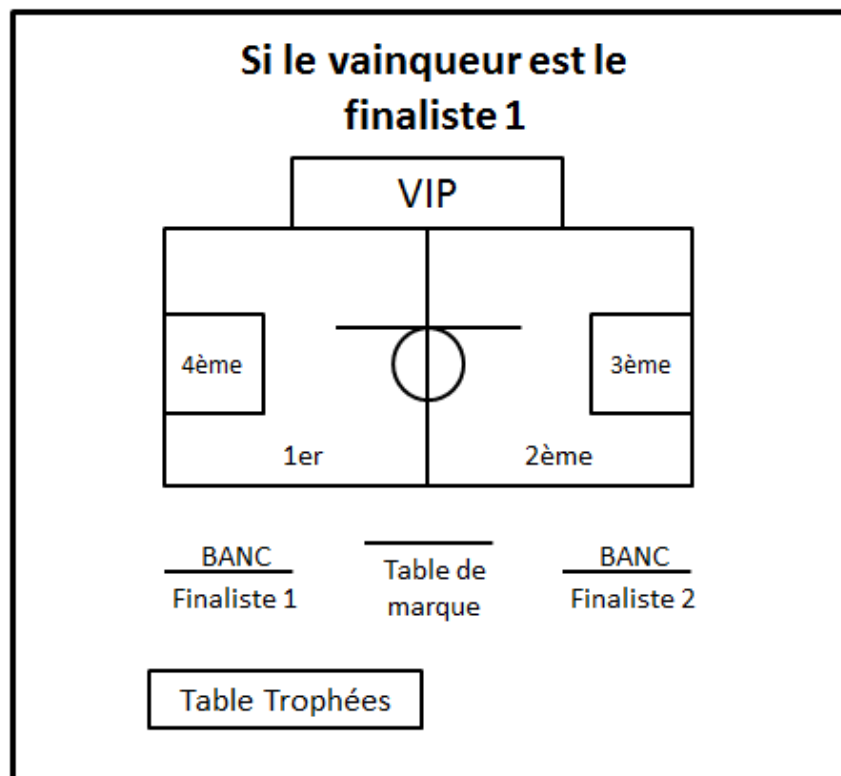 Si le vainqueur est le
finaliste 1
VIP
4ème
3ème
1er
2ème
BANC
Finaliste 1
Table de
marque
BANC
Finaliste 2
Table Trophées